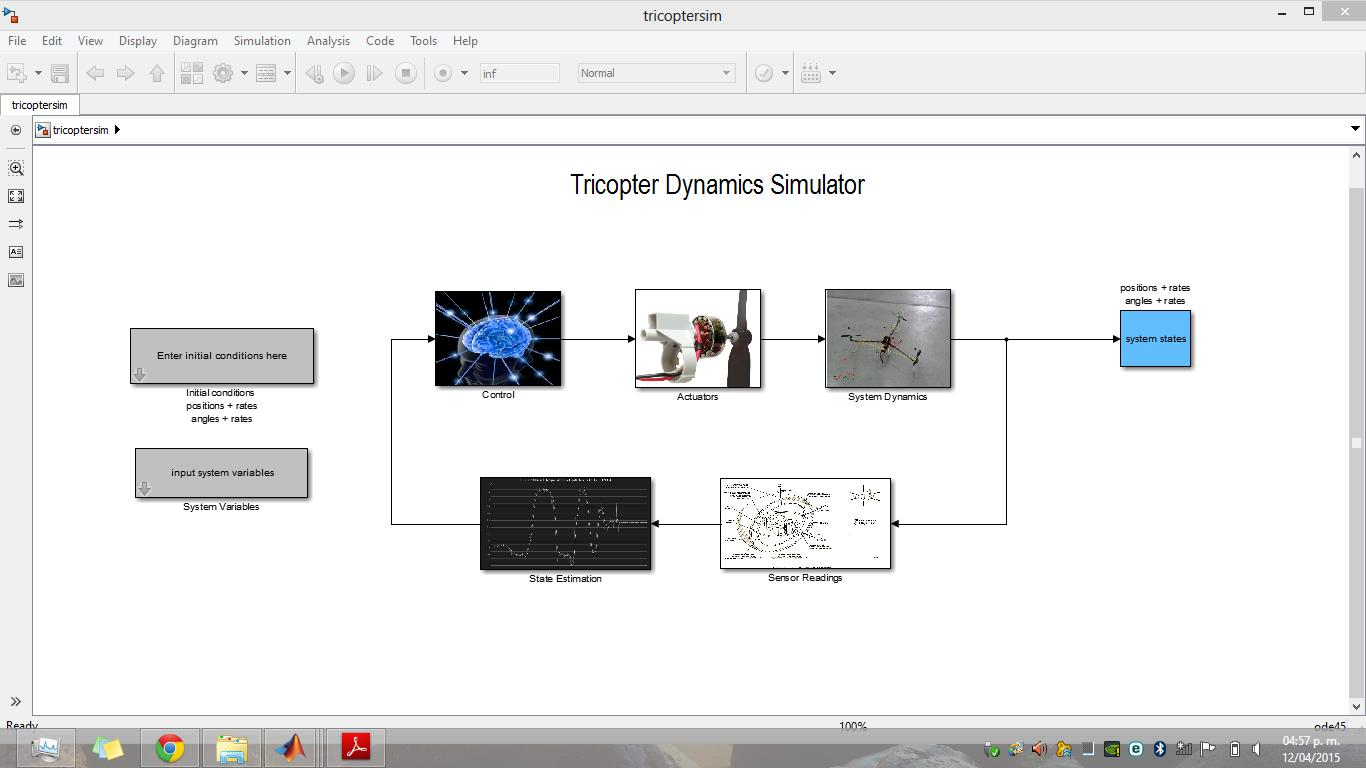 tricoptersim
File Edit View Display Diagram Simulation Analysis Code Tools Help
inf
Normal
tricoptersim
tricoptersim
Tricopter Dynamics Simulator
positions + rates
angles + rates
system states
Control
Actuators
System Dynamics
Enter initial conditions here
Initial conditions
positions + rates
angles + rates
input system variables
System Variables
State Estimation
Sensor Readings
Ready
100%
ode45
04:57 p. m.
12/04/2015